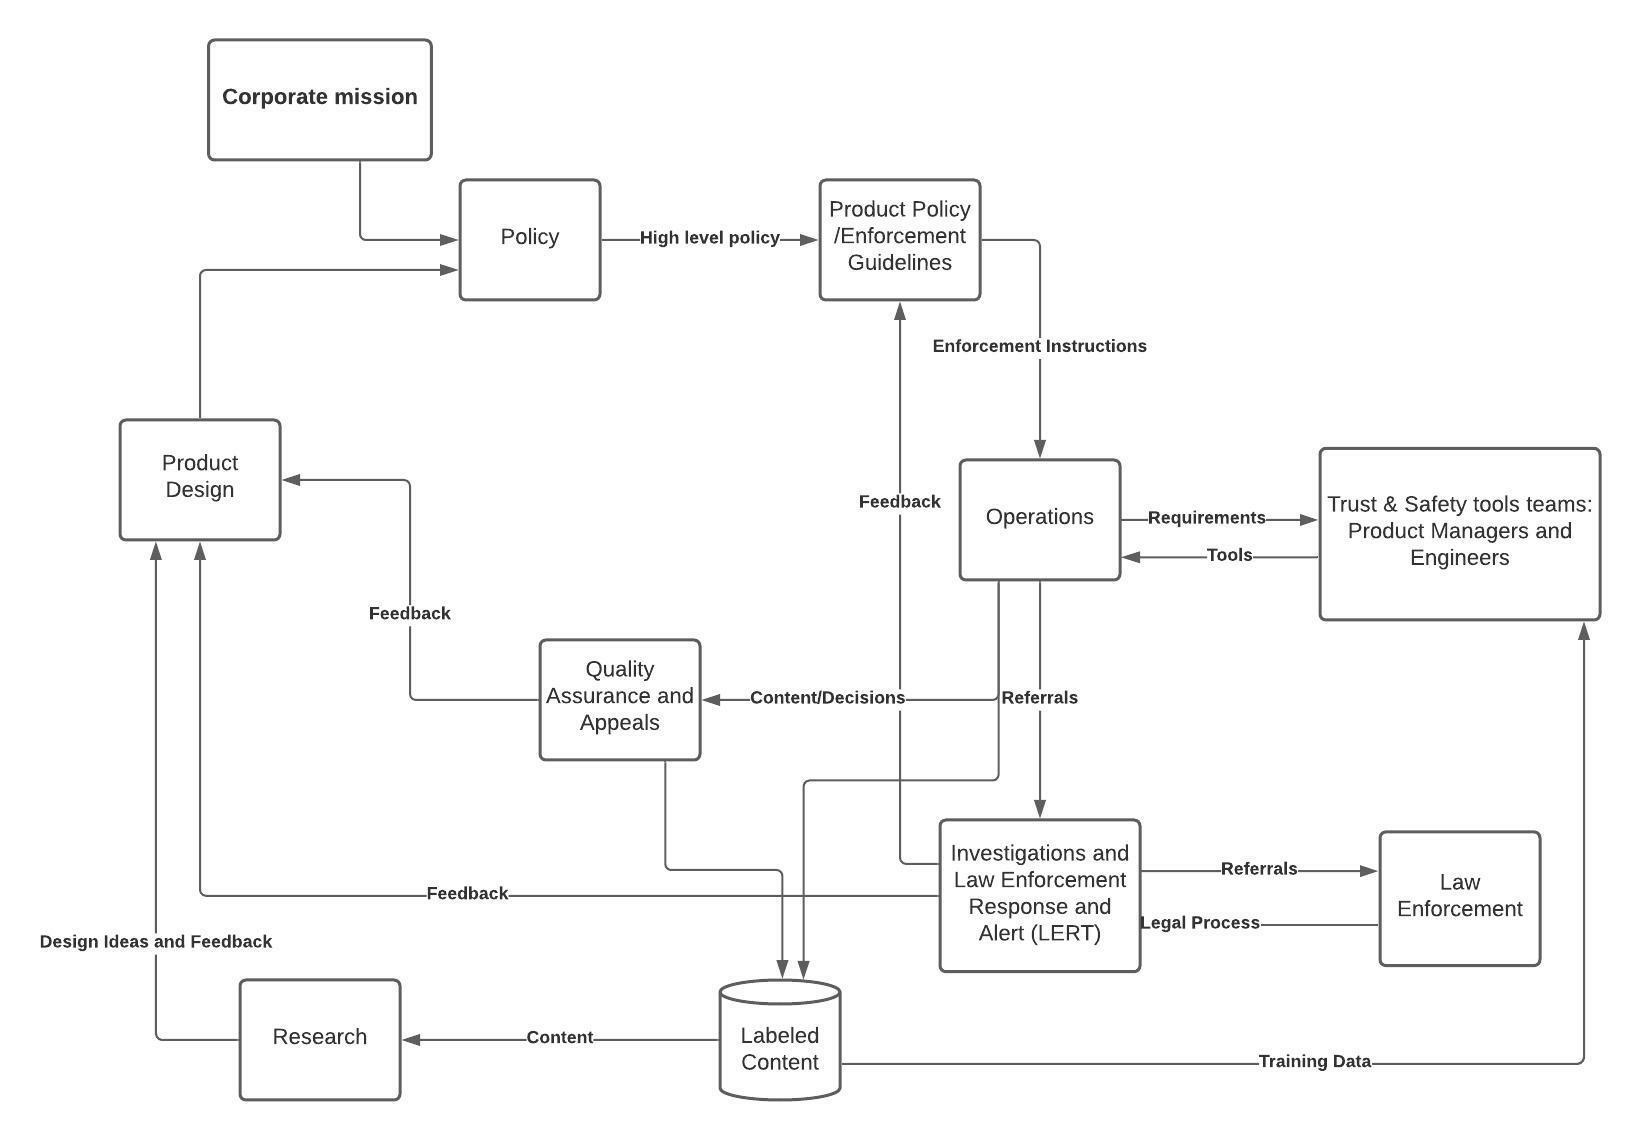 Corporate mission
Policy
High level policy
Product Policy
/Enforcement
Guidelines
Enforcement Instructions
Product
Design
Feedback
Operations
Requirements
Tools
Trust & Safety tools teams:
Product Managers and
Engineers
Feedback
Quality
Assurance and
Appeals
Content/Decisions
Referrals
Investigations and
Law Enforcement
Response and
Alert (LERT)
Referrals
Legal Process
Law
Enforcement
Feedback
Design Ideas and Feedback
Research
Content
Labeled
Content
Training Data